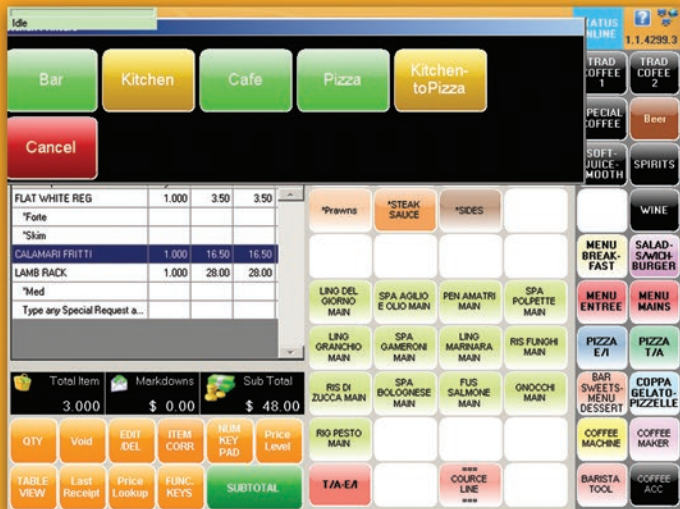 Idle
STATUS
ONLINE
1.1.4299.3
Bar
Kitchen
Cafe
Pizza
Kitchen-
toPizza
Cancel
TRAD
COFFEE
1
TRAD
COFEE
2
SPECIAL
COFFEE
Beer
SOFT-
JUICE-
SMOOTH
SPIRITS
WINE
FLAT WHITE REG 1.000 3.50 3.50
*Forte
*Skim
CALAMARI FRITTI 1.000 16.50 16.50
LAMB RACK 1.000 28.00 28.00
*Med
Type any Special Request a...
*Prawns
*STEAK
SAUCE
*SIDES
MENU
BREAK-
FAST
SALAD-
S/WICH-
BURGER
LING DEL
GIORNO
MAIN
SPA AGLIO
E OLIO MAIN
PEN AMATRI
MAIN
SPA
POLPETTE
MAIN
MENU
ENTREE
MENU
MAINS
LING
GRANCHIO
MAIN
SPA
GAMERONI
MAIN
LING
MARINARA
MAIN
RIS FUNGHI
MAIN
PIZZA
E/I
PIZZA
T/A
RIS DI
ZUCCA MAIN
SPA
BOLOGNESE
MAIN
FUS
SALMONE
MAIN
GNOCCHI
MAIN
BAR
SWEETS-
MENU
DESSERT
COPPA
GELATO-
PIZZELLE
Total Item
3.000
Markdowns
$ 0.00
Sub Total
$ 48.00
QTY
Void
EDIT
/DEL
ITEM
CORR
NUM
KEY
PAD
Price
Level
RIG PESTO
MAIN
COFFEE
MACHINE
COFFEE
MAKER
TABLE
VIEW
Last
Receipt
Price
Lookup
FUNC.
KEYS
SUBTOTAL
T/A-E/I
===
COURCE
LINE
===
BARISTA
TOOL
COFFEE
ACC